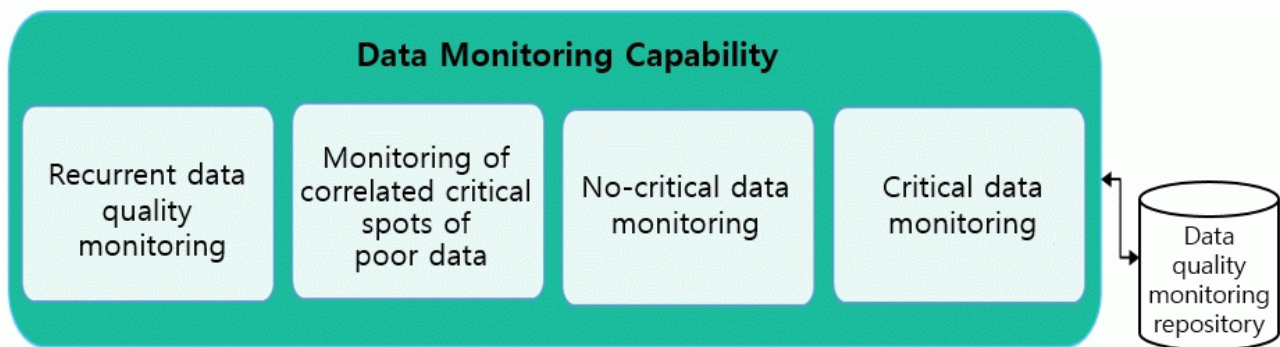 Data Monitoring Capability
Recurrent data
quality
monitoring
Monitoring of
correlated critical
spots of
poor data
No-critical data
monitoring
Critical data
monitoring
Data
quality
monitoring
repository